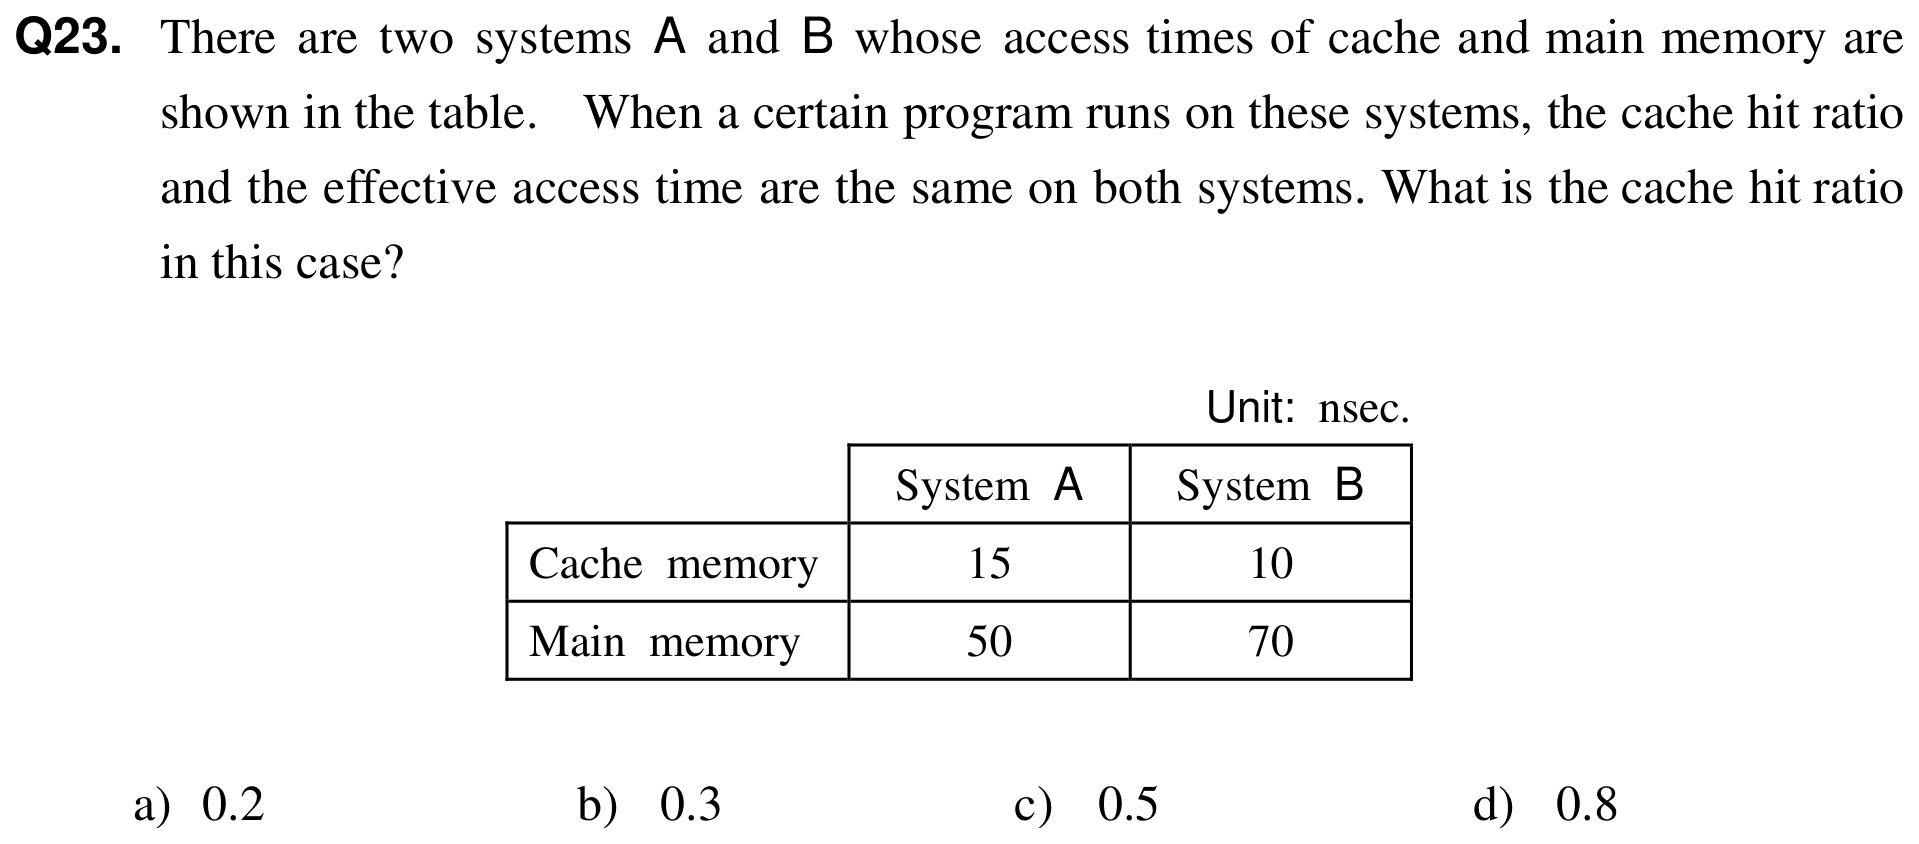 Q23. There are two systems A and B whose access times of cache and main memory are
shown in the table. When a certain program runs on these systems, the cache hit ratio
and the effective access time are the same on both systems. What is the cache hit ratio
in this case?
Unit: nsec.
System A System B
Cache memory 15 10
Main memory 50 70
a) 0.2 b) 0.3 c) 0.5 d) 0.8